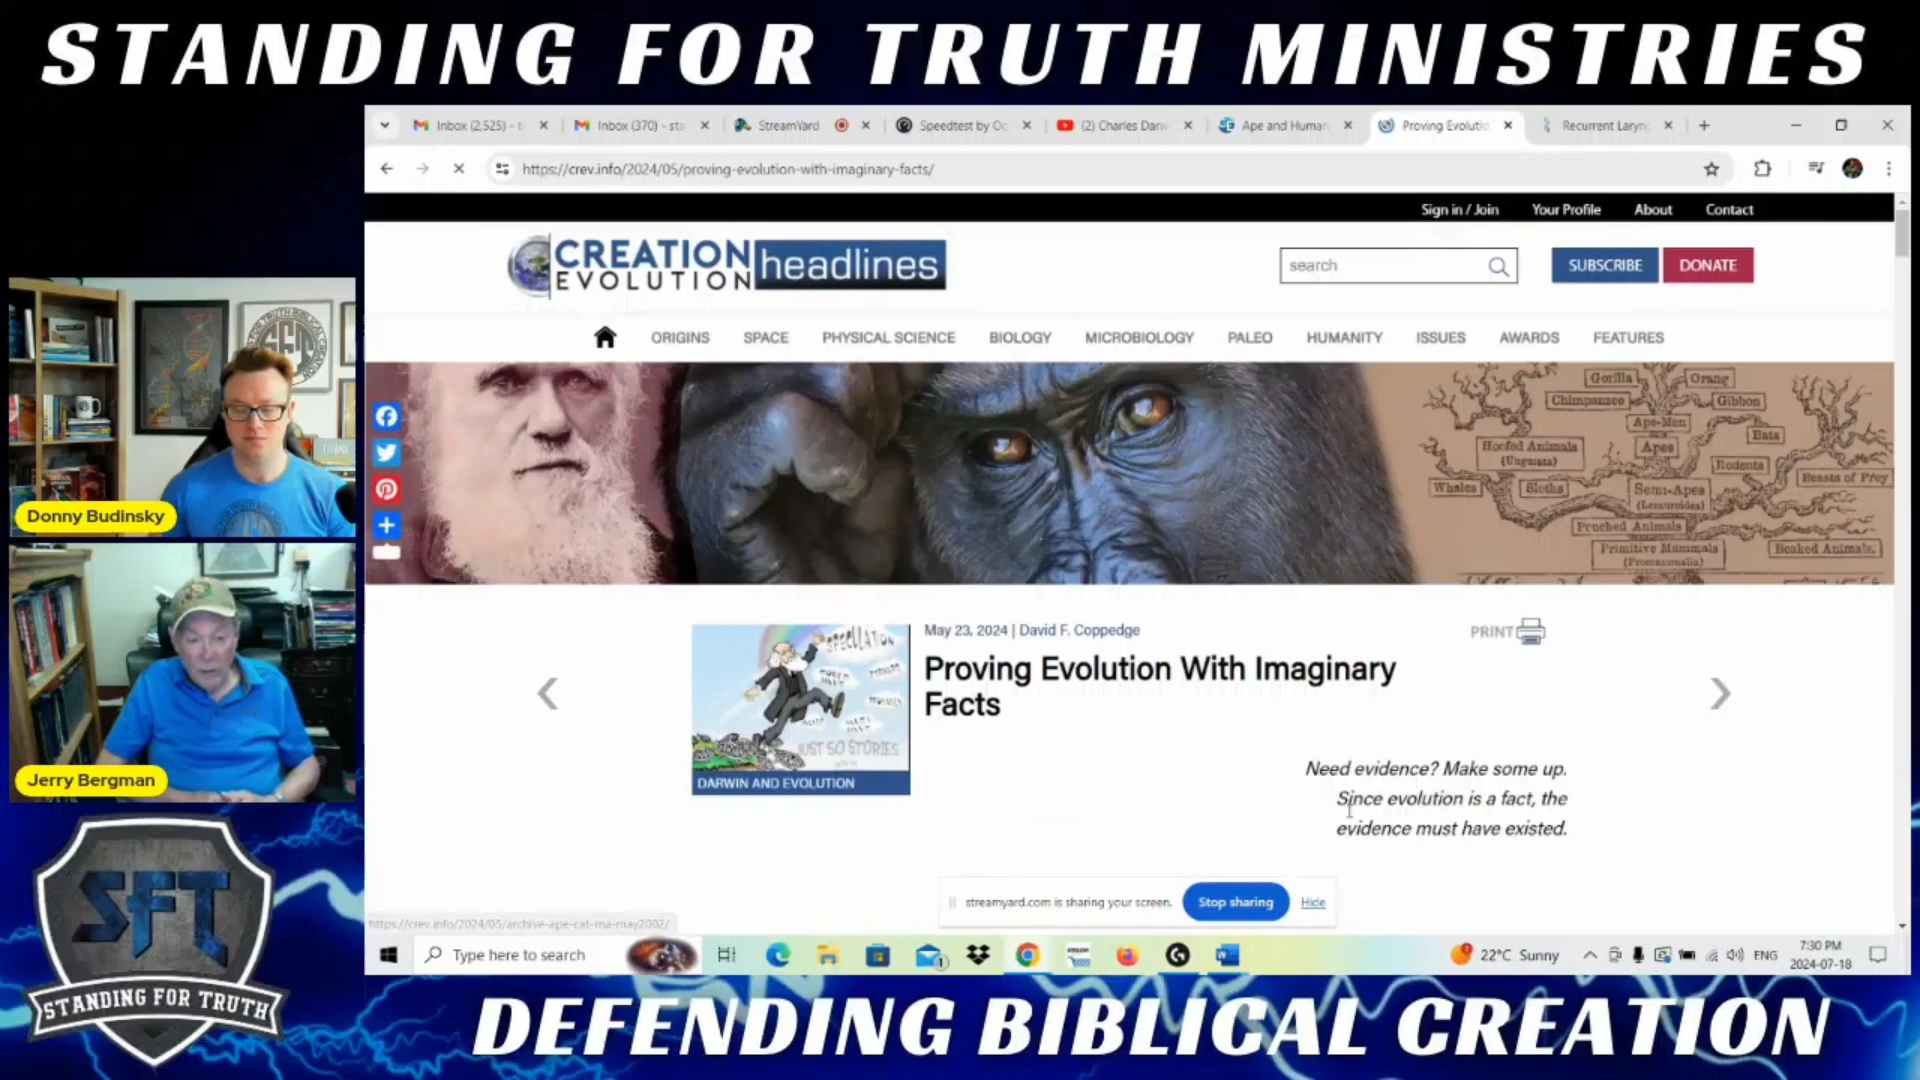 STANDING FOR TRUTH MINISTRIES
Inbox (2,525) - t
Inbox (370) - sta
StreamYard
Speedtest by Oo
(2) Charles Darw
Ape and Human
Proving Evolutio
Recurrent Laryng
https://crev.info/2024/05/proving-evolution-with-imaginary-facts/
Sign in / Join Your Profile About Contact
CREATION
EVOLUTION headlines
search
SUBSCRIBE DONATE
ORIGINS SPACE PHYSICAL SCIENCE BIOLOGY MICROBIOLOGY PALEO HUMANITY ISSUES AWARDS FEATURES
Gorilla Orang
Chimpansee Gibbon
Ape-Men
Bats
Hoofed Animals
(Ungulata)
Apes
Rodents
Beasts of Prey
Whales Sloths
Semi-Apes
(Lemuroidea)
Pouched Animals
Primitive Mammals
(Promammalia)
Beaked Animals.
Donny Budinsky
Jerry Bergman
May 23, 2024 | David F. Coppedge
PRINT
Proving Evolution With Imaginary
Facts
SPECULATION
JUST SO STORIES
DARWIN AND EVOLUTION
Need evidence? Make some up.
Since evolution is a fact, the
evidence must have existed.
streamyard.com is sharing your screen. Stop sharing Hide
https://crev.info/2024/05/archive-ape-cat-ma-may2002/
Type here to search
22°C Sunny
ENG
7:30 PM
2024-07-18
SFT
STANDING FOR TRUTH
DEFENDING BIBLICAL CREATION